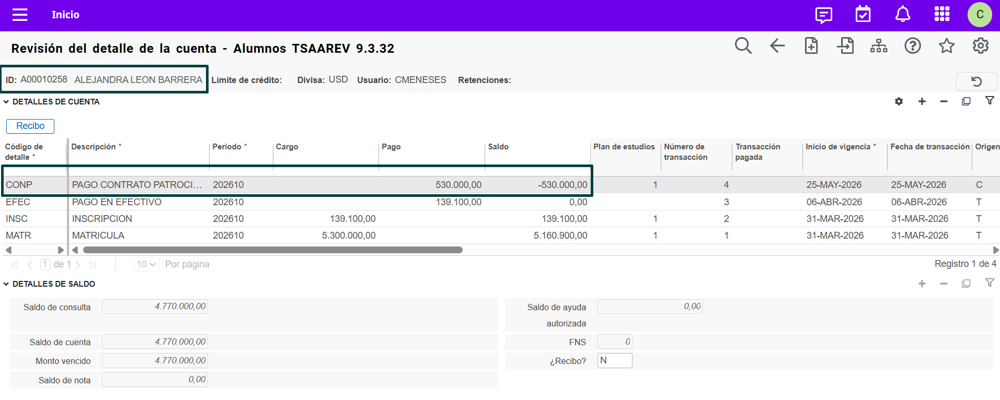 Inicio
C
Revisión del detalle de la cuenta - Alumnos TSAAREV 9.3.32
ID: A00010258 ALEJANDRA LEON BARRERA Límite de crédito: Divisa: USD Usuario: CMENESES Retenciones:
DETALLES DE CUENTA
Recibo
Código de detalle * Descripción * Periodo * Cargo Pago Saldo Plan de estudios Número de transacción Transacción pagada Inicio de vigencia * Fecha de transacción Origen
CONP PAGO CONTRATO PATROCI... 202610 530.000,00 -530.000,00 1 4 25-MAY-2026 25-MAY-2026 C
EFEC PAGO EN EFECTIVO 202610 139.100,00 0,00 3 06-ABR-2026 06-ABR-2026 T
INSC INSCRIPCION 202610 139.100,00 139.100,00 1 2 31-MAR-2026 31-MAR-2026 T
MATR MATRICULA 202610 5.300.000,00 5.160.900,00 1 1 31-MAR-2026 31-MAR-2026 T
1 de 1 10 Por página Registro 1 de 4
DETALLES DE SALDO
Saldo de consulta 4.770.000,00 Saldo de ayuda autorizada 0,00
Saldo de cuenta 4.770.000,00 FNS 0
Monto vencido 4.770.000,00 ¿Recibo? N
Saldo de nota 0,00